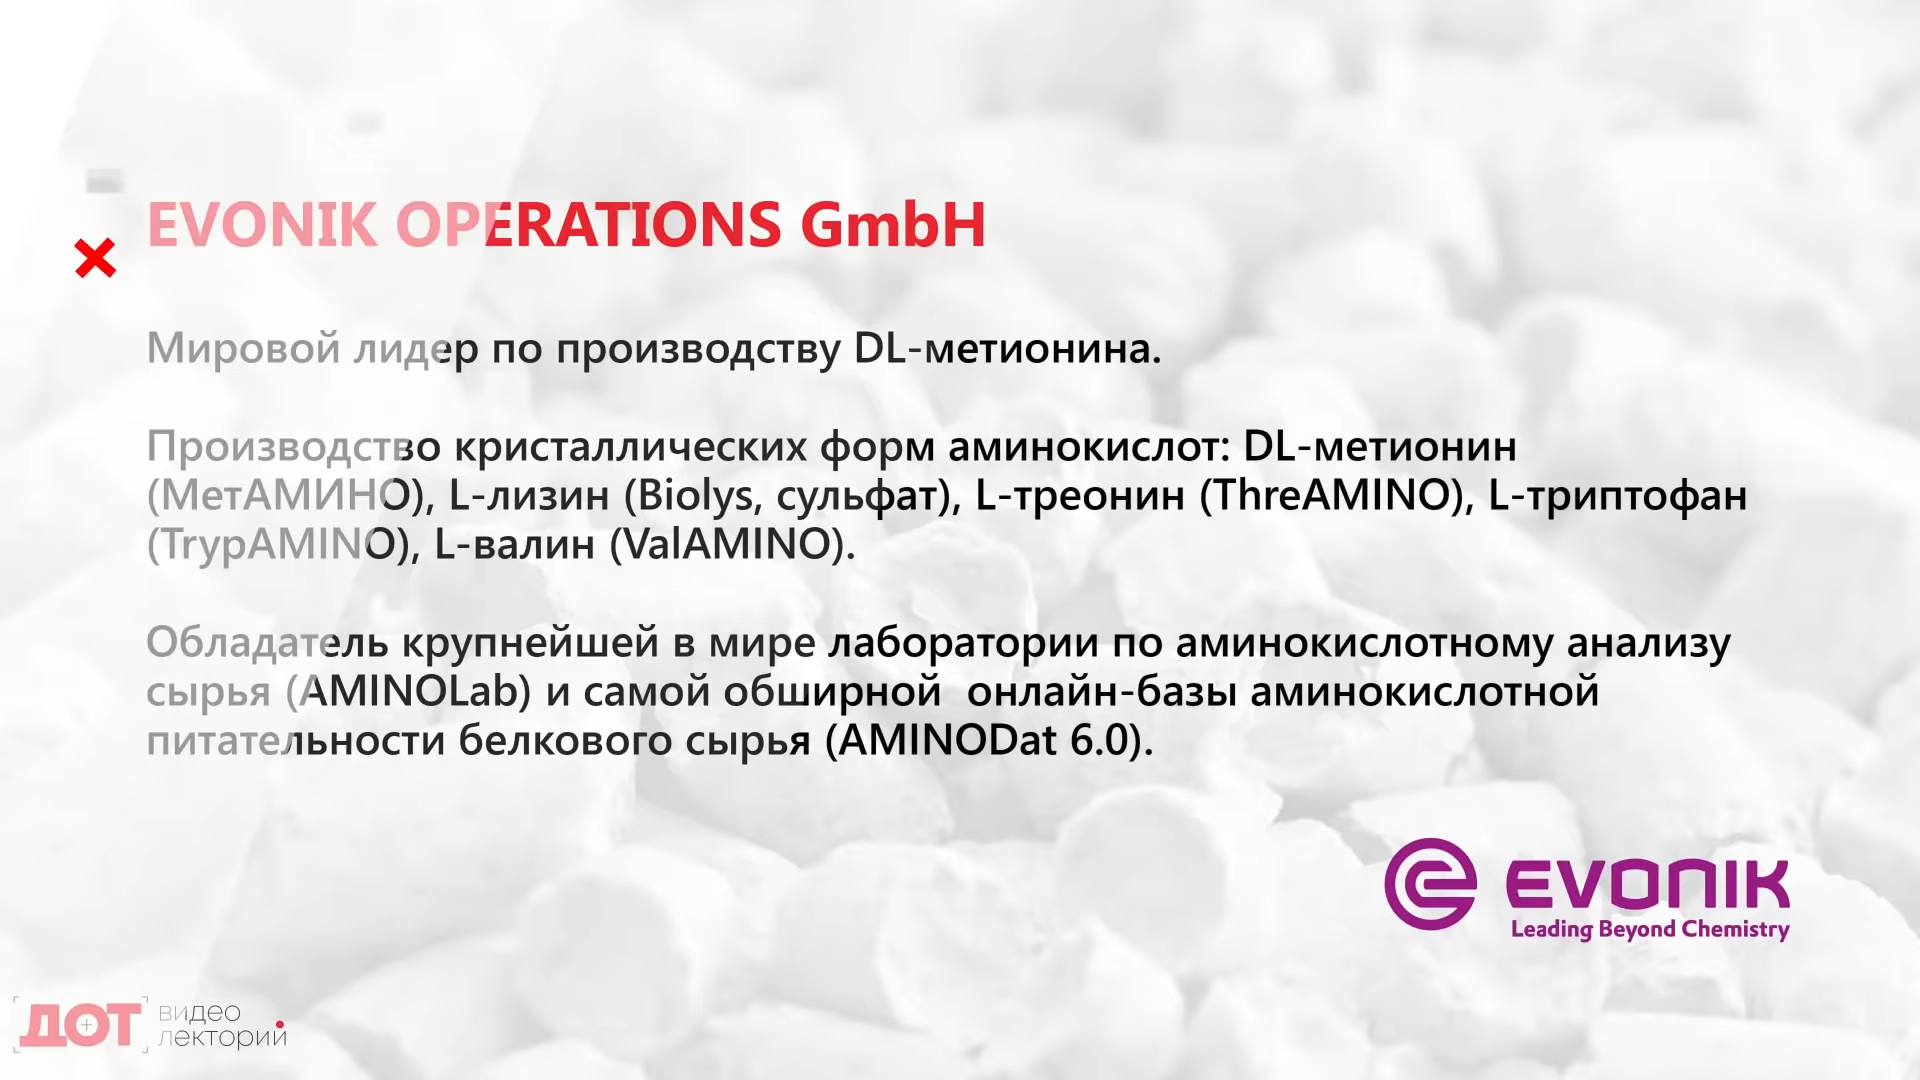 EVONIK OPERATIONS GmbH
Мировой лидер по производству DL-метионина.
Производство кристаллических форм аминокислот: DL-метионин
(МетАМИНО), L-лизин (Biolys, сульфат), L-треонин (ThreAMINO), L-триптофан
(TrypAMINO), L-валин (ValAMINO).
Обладатель крупнейшей в мире лаборатории по аминокислотному анализу
сырья (AMINOLab) и самой обширной онлайн-базы аминокислотной
питательности белкового сырья (AMINODat 6.0).
EVONIK
Leading Beyond Chemistry
ДОТ
видео
лекторий